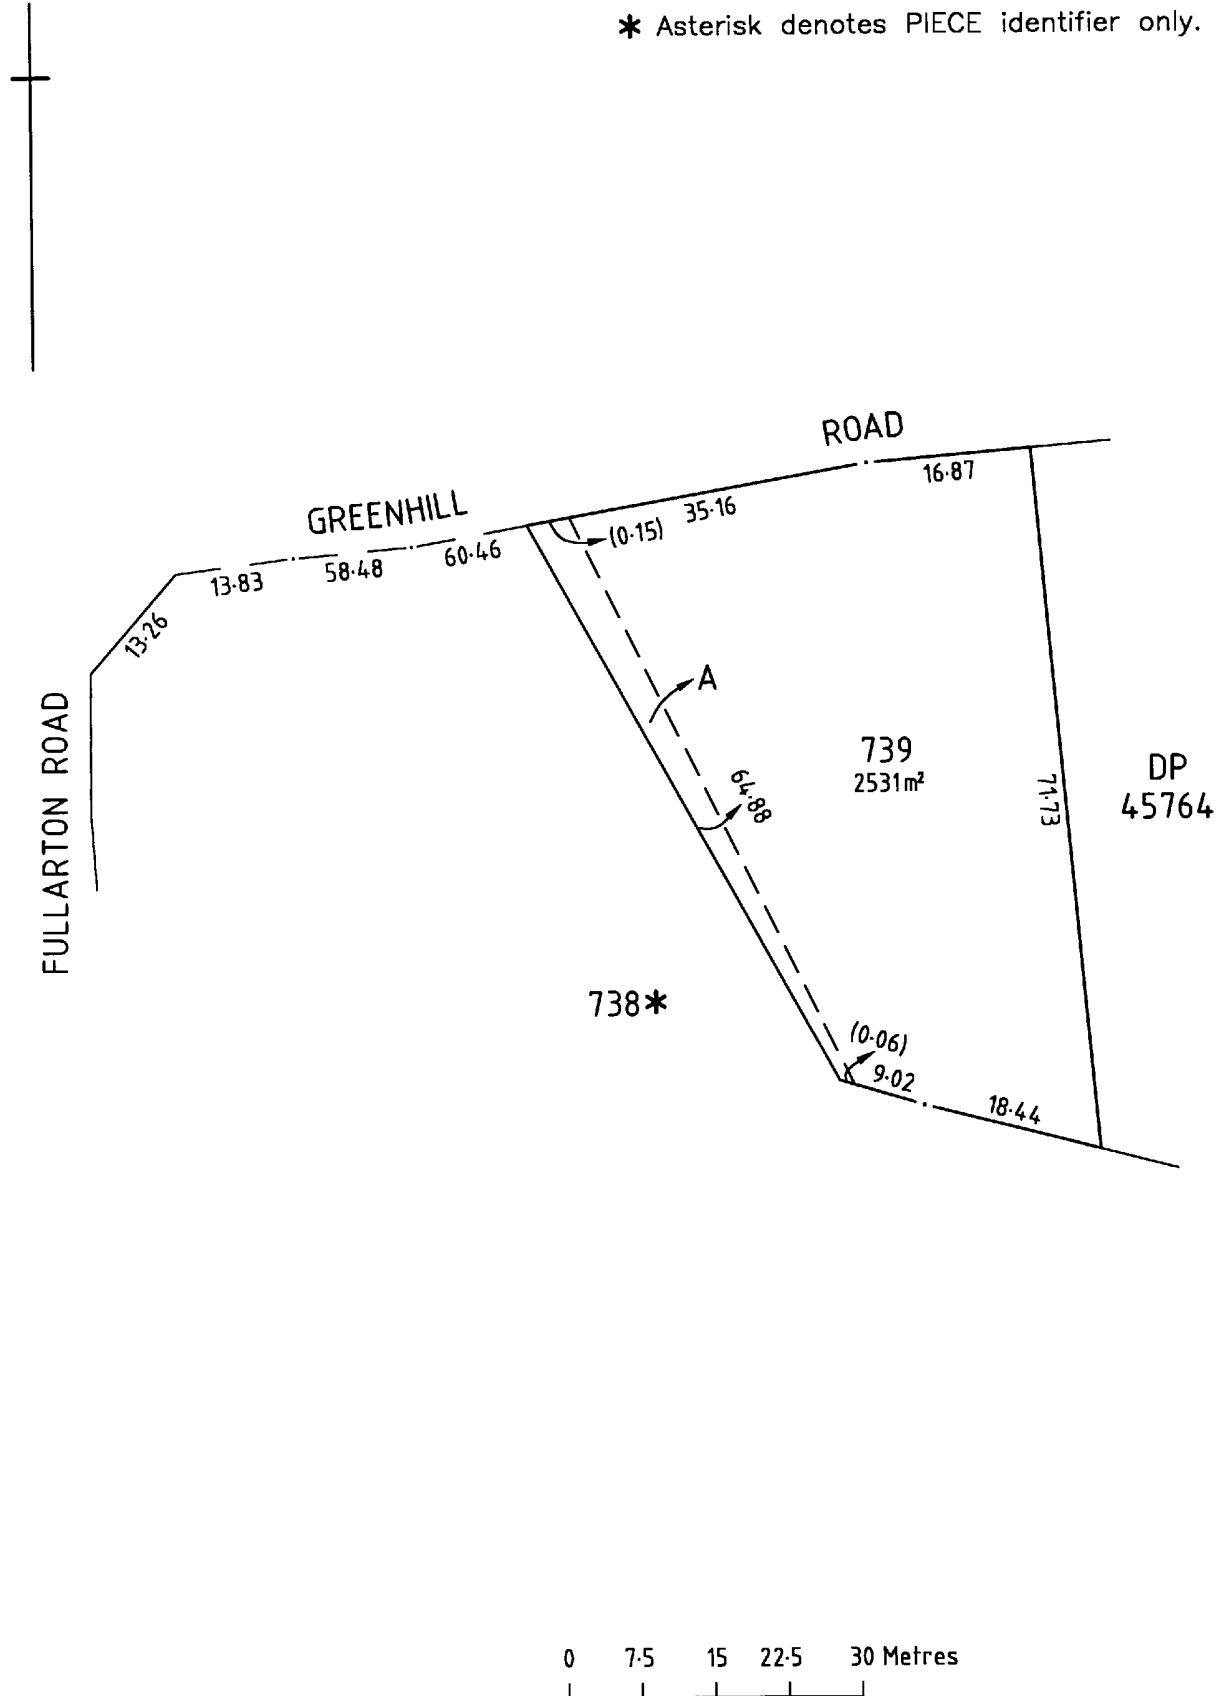 ✱ Asterisk denotes PIECE identifier only.
ROAD
16·87
GREENHILL
35·16
(0·15)
60·46
58·48
13·83
13·26
FULLARTON ROAD
A
739
2531m²
64·88
71·73
DP
45764
738✱
(0·06)
9·02
18·44
0 7·5 15 22·5 30 Metres